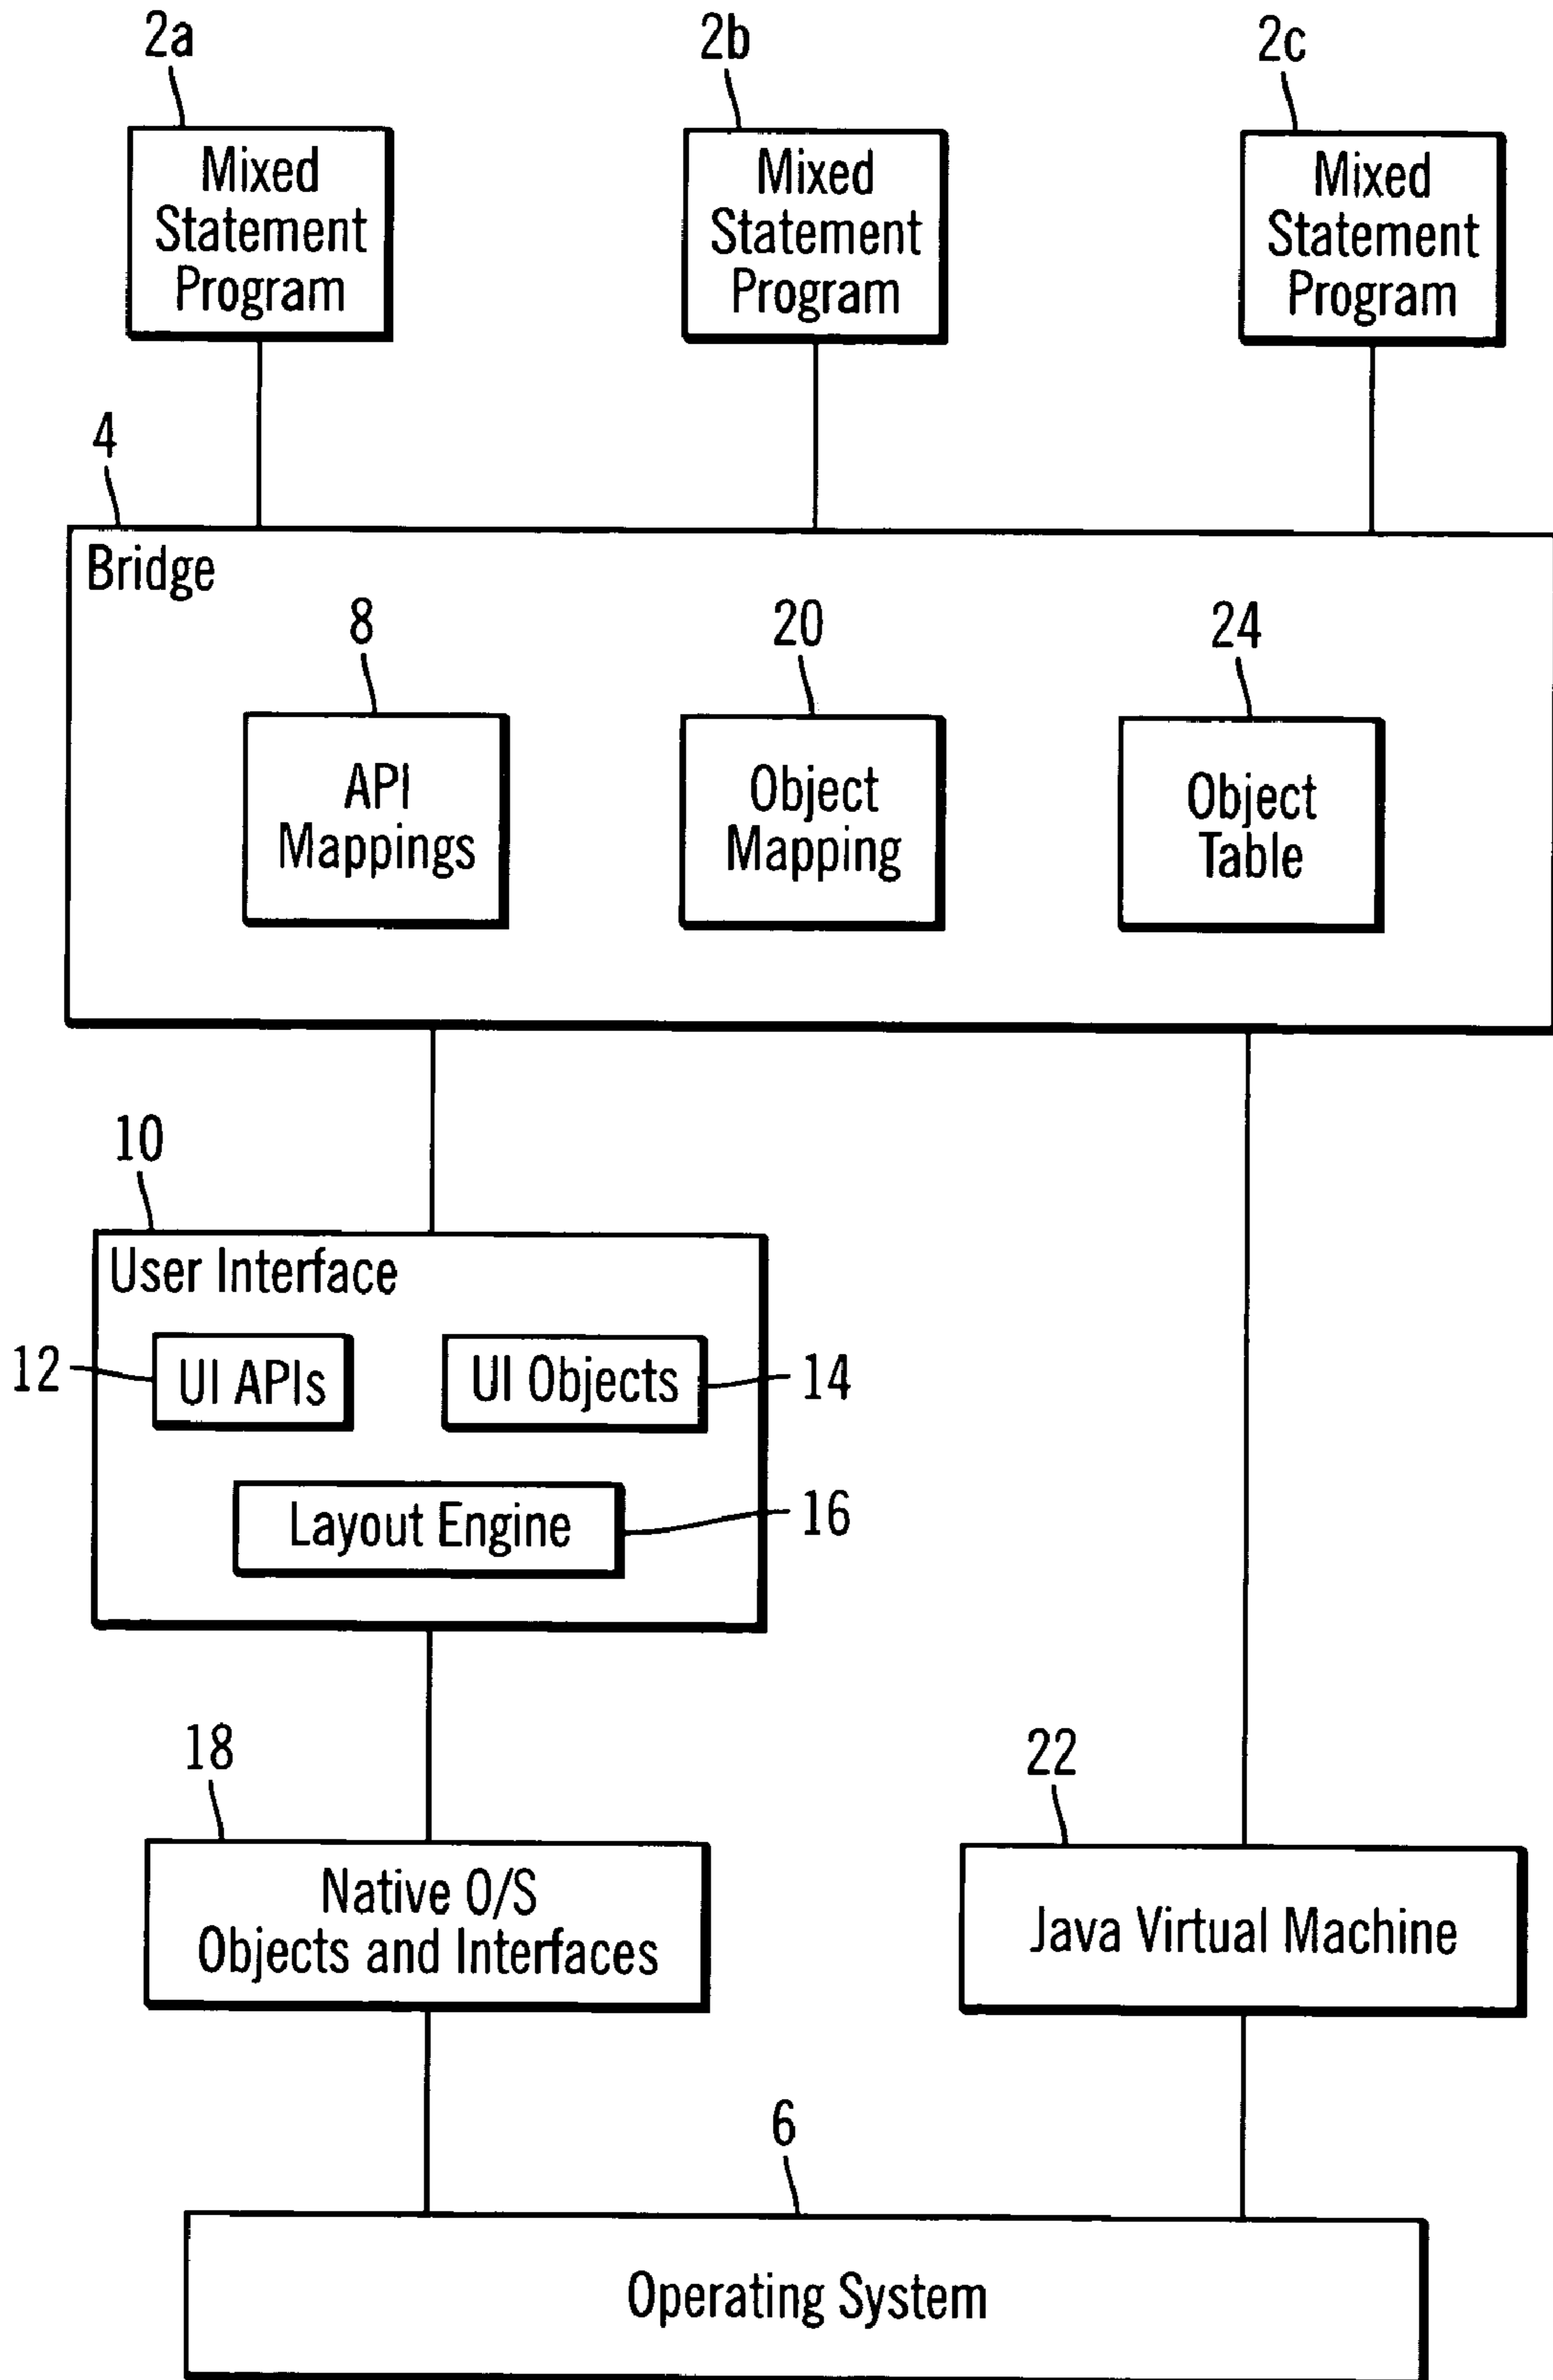 2a
2b
2c
Mixed
Statement
Program
Mixed
Statement
Program
Mixed
Statement
Program
4
Bridge
8
20
24
API
Mappings
Object
Mapping
Object
Table
10
User Interface
12
UI APIs
UI Objects
14
Layout Engine
16
18
22
Native O/S
Objects and Interfaces
Java Virtual Machine
6
Operating System